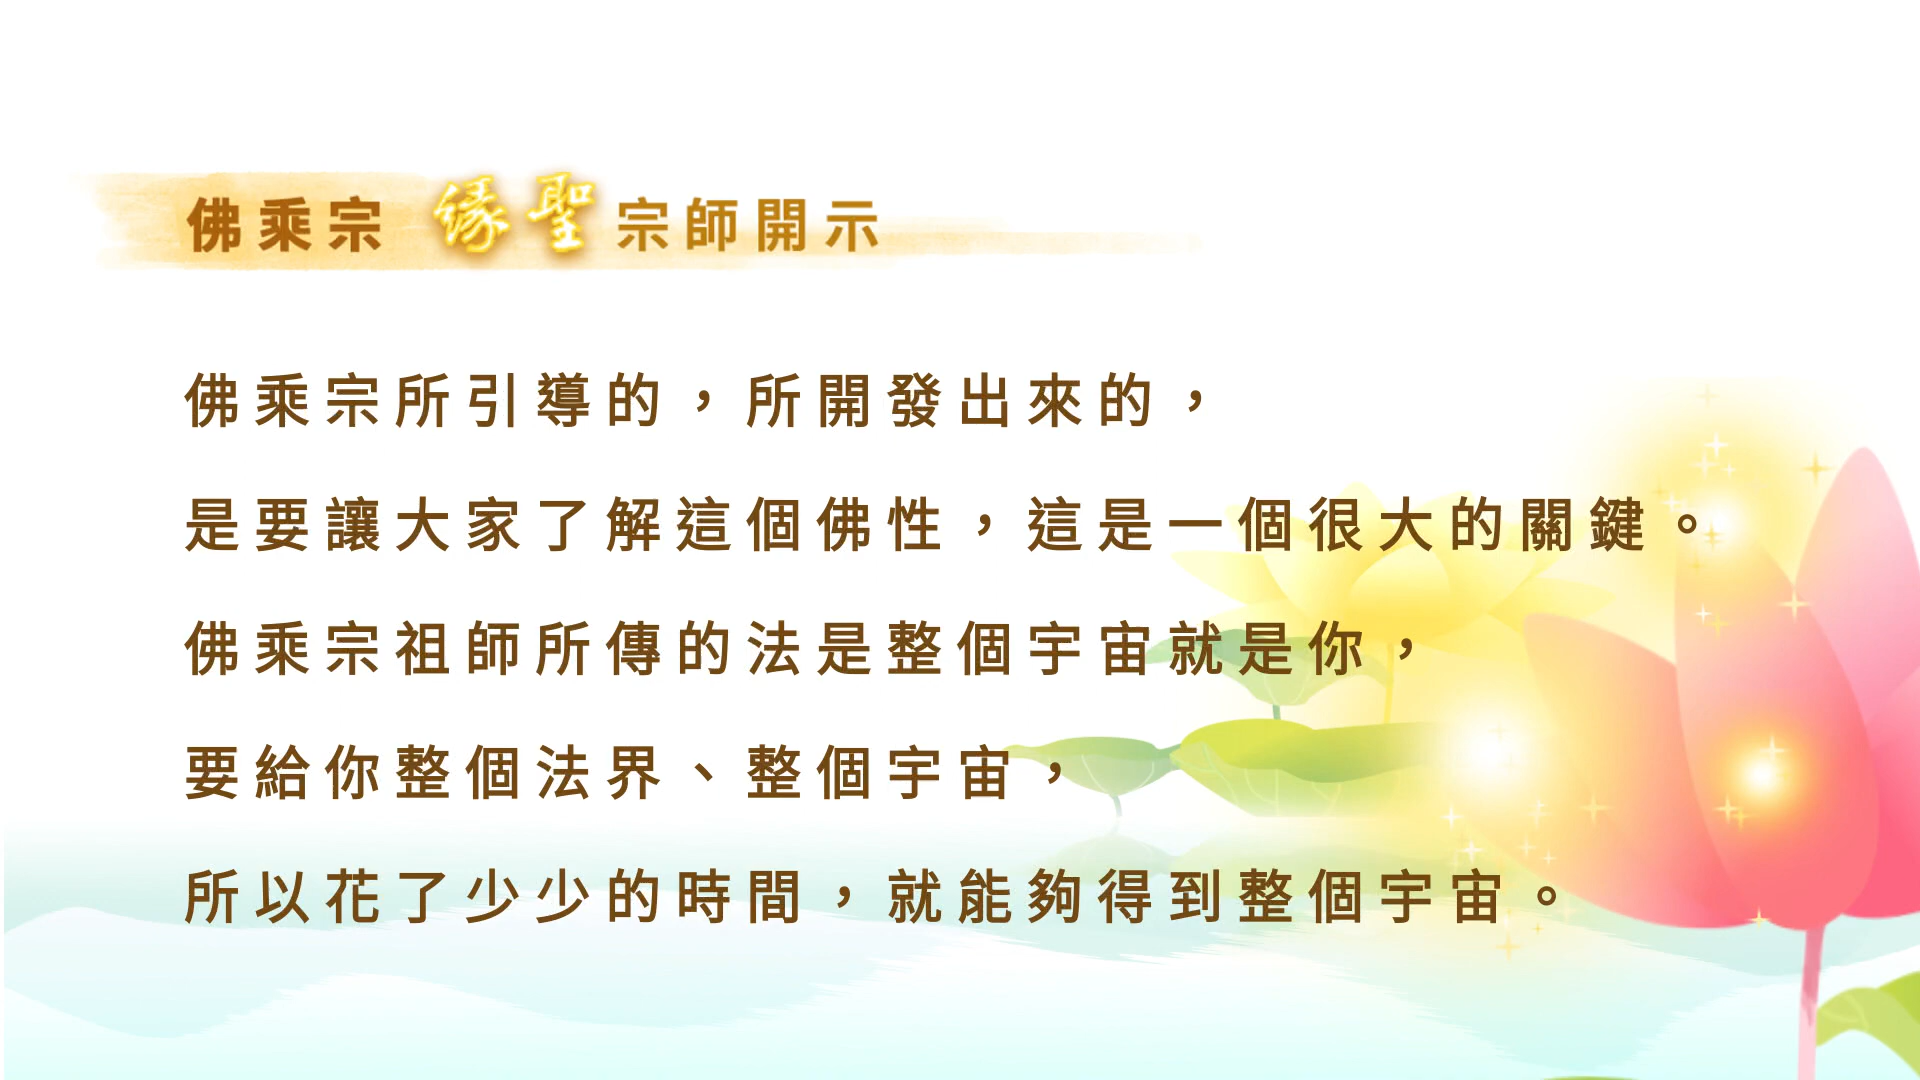 佛乘宗 緣聖 宗師開示
佛乘宗所引導的，所開發出來的，
是要讓大家了解這個佛性，這是一個很大的關鍵。
佛乘宗祖師所傳的法是整個宇宙就是你，
要給你整個法界、整個宇宙，
所以花了少少的時間，就能夠得到整個宇宙。